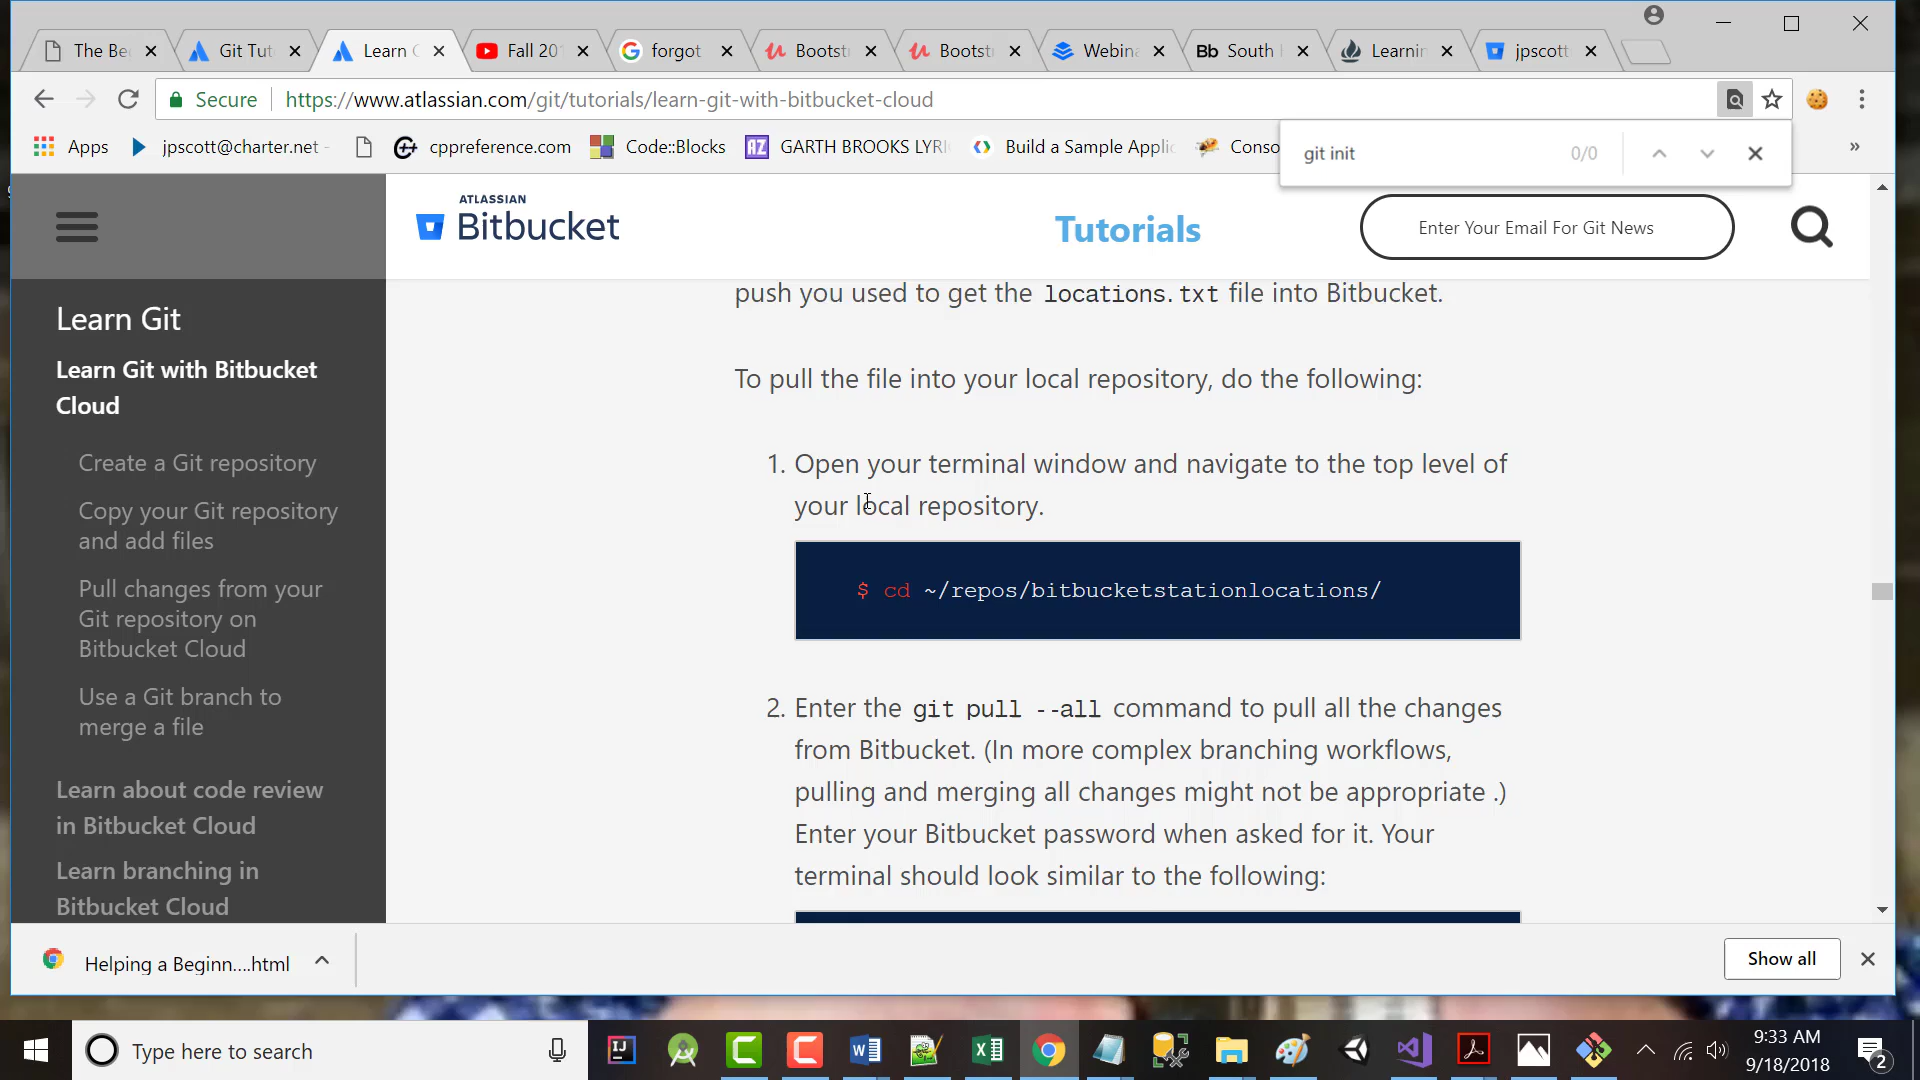 The Be
Git Tut
Learn G
Fall 20
forgot
Bootst
Bootst
Webina
Bb South
Learnin
jpscott
Secure
https://www.atlassian.com/git/tutorials/learn-git-with-bitbucket-cloud
Apps
jpscott@charter.net -
cppreference.com
Code::Blocks
AZ GARTH BROOKS LYRI
Build a Sample Applic
Conso
»
git init
0/0
ATLASSIAN
Bitbucket
Tutorials
Enter Your Email For Git News
Learn Git
Learn Git with Bitbucket
Cloud
Create a Git repository
Copy your Git repository
and add files
Pull changes from your
Git repository on
Bitbucket Cloud
Use a Git branch to
merge a file
Learn about code review
in Bitbucket Cloud
Learn branching in
Bitbucket Cloud
push you used to get the locations.txt file into Bitbucket.
To pull the file into your local repository, do the following:
1. Open your terminal window and navigate to the top level of
your local repository.
$ cd ~/repos/bitbucketstationlocations/
2. Enter the git pull --all command to pull all the changes
from Bitbucket. (In more complex branching workflows,
pulling and merging all changes might not be appropriate .)
Enter your Bitbucket password when asked for it. Your
terminal should look similar to the following:
Helping a Beginn....html
Show all
Type here to search
9:33 AM
9/18/2018
2